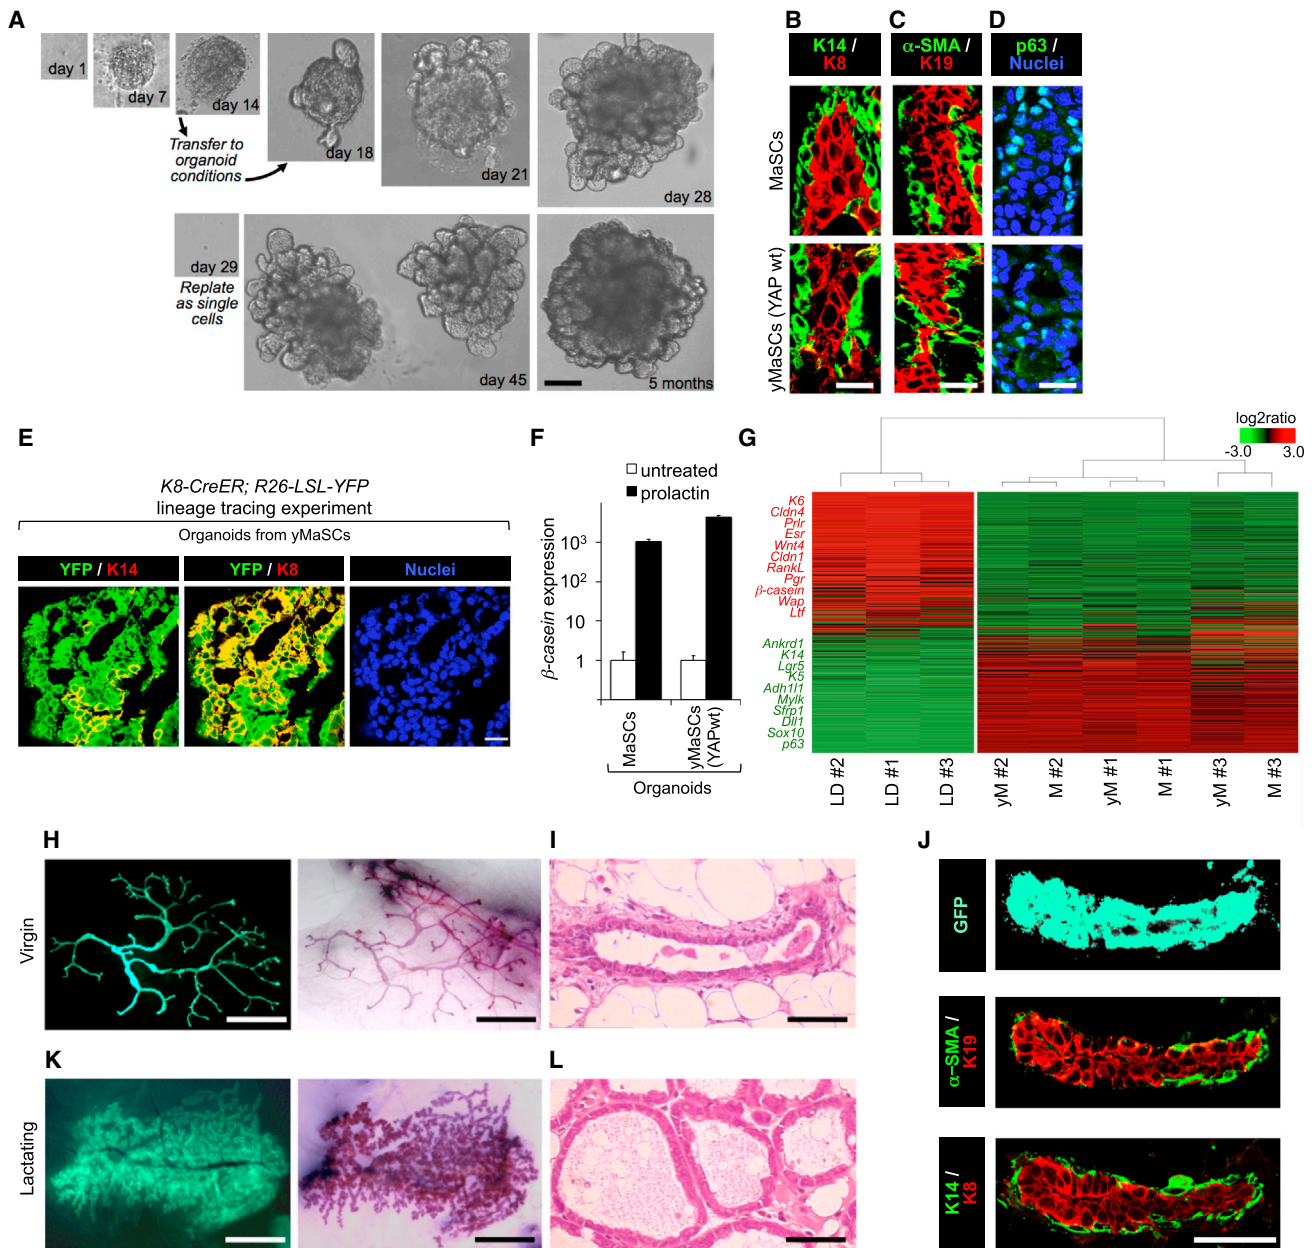 A
day 1
day 7
day 14
day 18
day 21
day 28
Transfer to
organoid
conditions
day 29
Replate
as single
cells
day 45
5 months
B
C
D
K14 /
K8
α-SMA /
K19
p63 /
Nuclei
MaSCs
yMaSCs (YAP wt)
E
K8-CreER; R26-LSL-YFP
lineage tracing experiment
Organoids from yMaSCs
YFP / K14
YFP / K8
Nuclei
F
untreated
prolactin
β-casein expression
10³
10²
10
1
MaSCs
yMaSCs
(YAPwt)
Organoids
G
log2ratio
-3.0
3.0
K6
Cldn4
Prlr
Esr
Wnt4
Cldn1
RankL
Pgr
β-casein
Wap
Ltf
Ankrd1
K14
Lgr5
K5
Adh1l1
Mylk
Sfrp1
Dll1
Sox10
p63
LD #2
LD #1
LD #3
yM #2
M #2
yM #1
M #1
yM #3
M #3
H
Virgin
I
J
GFP
α-SMA /
K19
K14 /
K8
K
Lactating
L